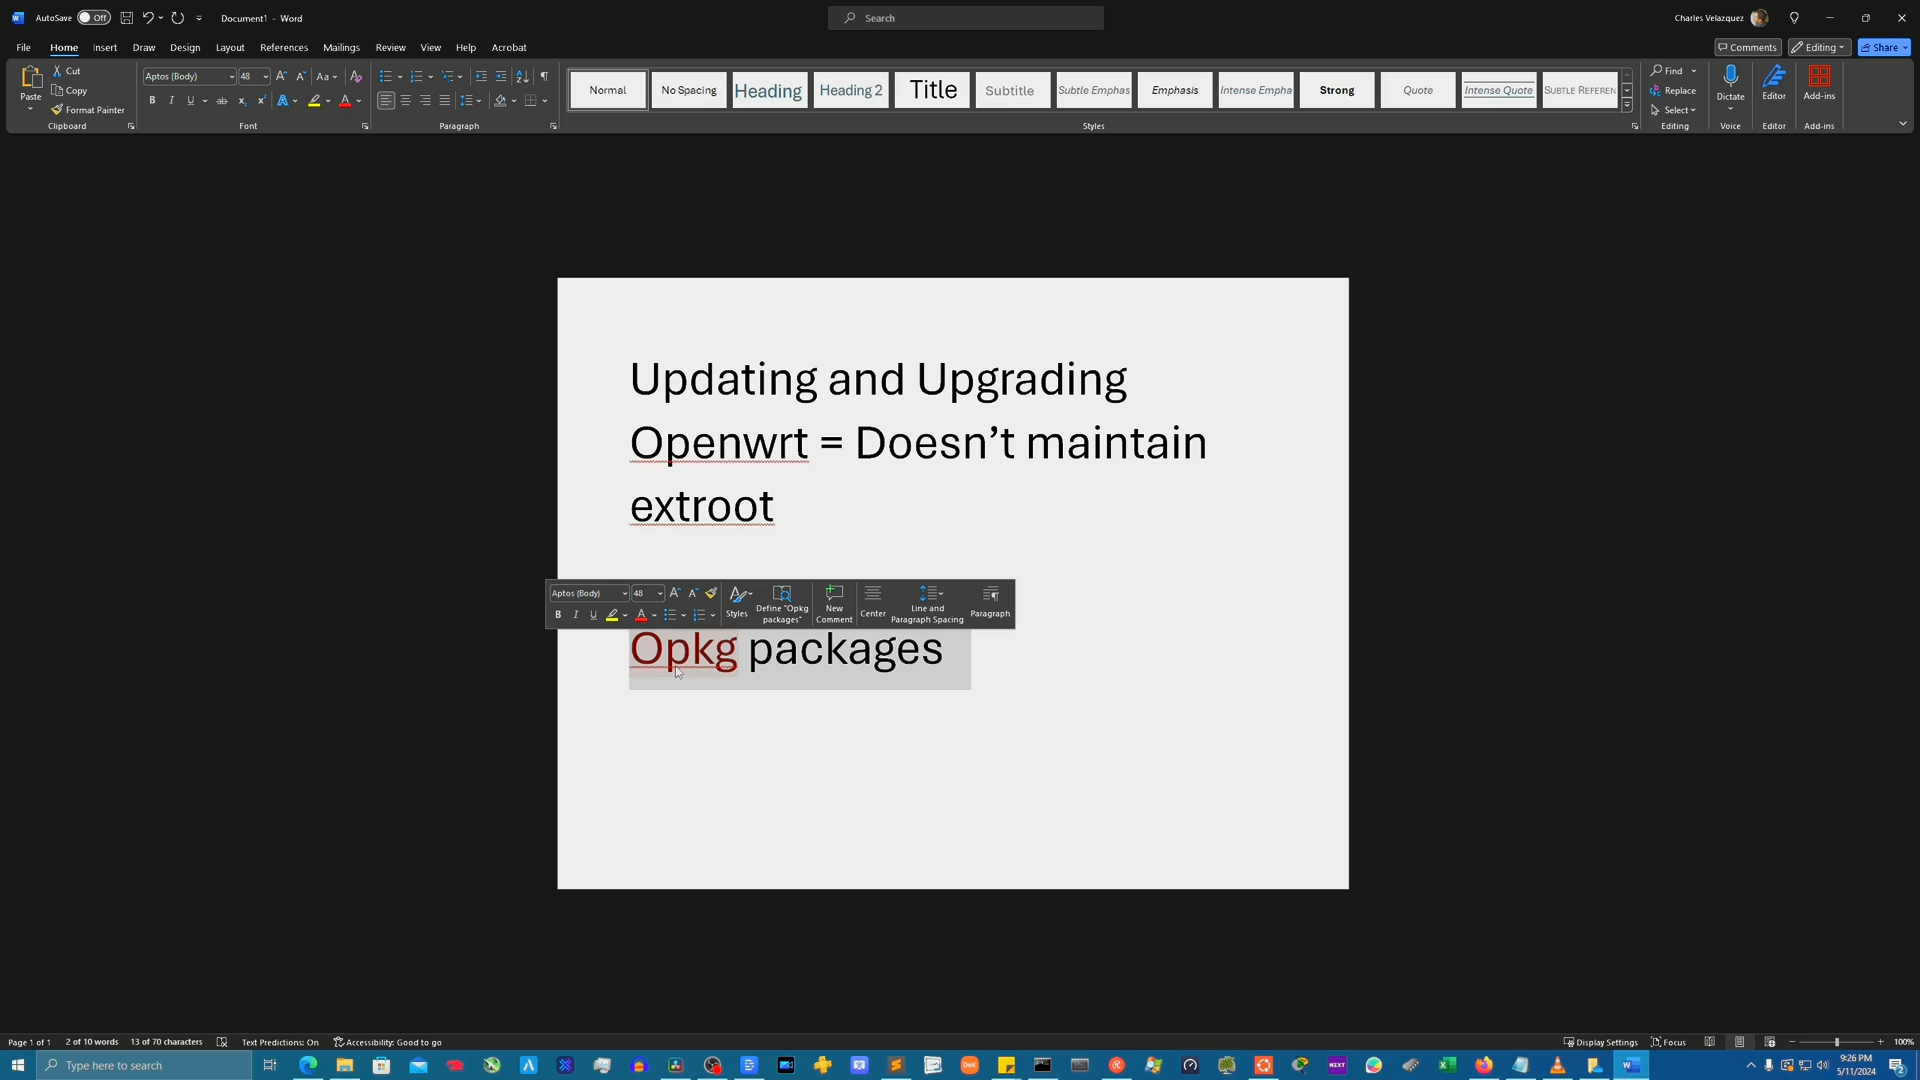 AutoSave Off Document1 - Word Search Charles Velazquez
File Home Insert Draw Design Layout References Mailings Review View Help Acrobat Comments Editing Share
Paste Cut Copy Format Painter Clipboard
Aptos (Body) 48 Font
Paragraph
Normal No Spacing Heading Heading 2 Title Subtitle Subtle Emphas Emphasis Intense Empha Strong Quote Intense Quote Subtle Referen
Styles
Find Replace Select Editing
Dictate Voice
Editor Editor
Add-ins Add-ins
Updating and Upgrading
Openwrt = Doesn’t maintain
extroot
Aptos (Body) 48 Styles Define "Opkg packages" New Comment Center Line and Paragraph Spacing Paragraph
Opkg packages
Page 1 of 1 2 of 10 words 13 of 70 characters Text Predictions: On Accessibility: Good to go Display Settings Focus 100%
Type here to search 9:26 PM
5/11/2024